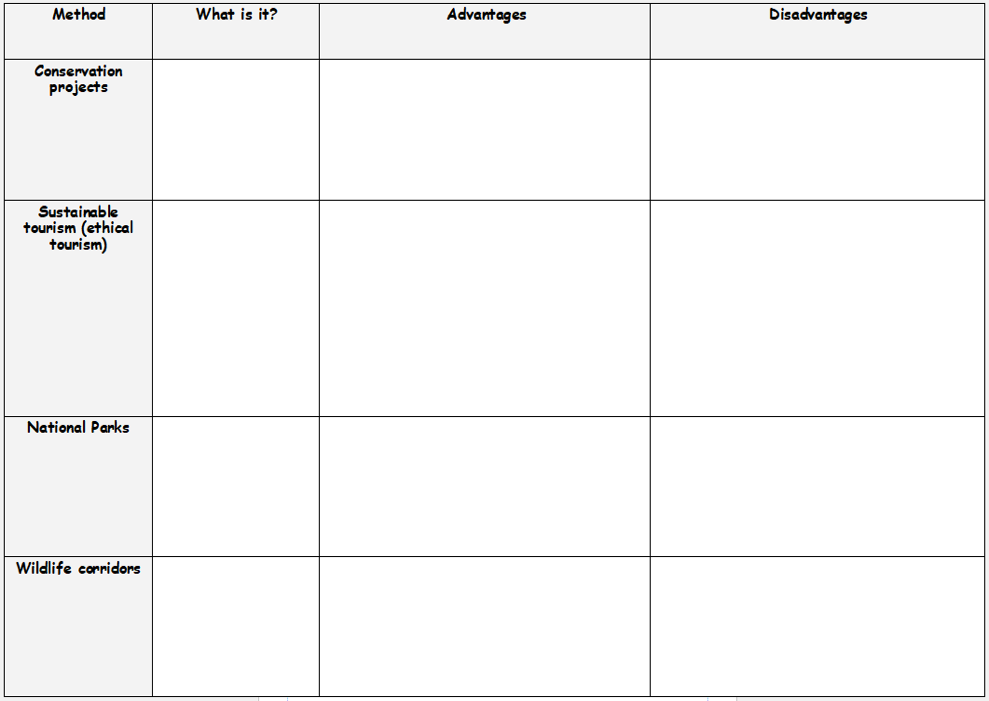 Method
What is it?
Advantages
Disadvantages
Conservation
projects
Sustainable
tourism (ethical
tourism)
National Parks
Wildlife corridors